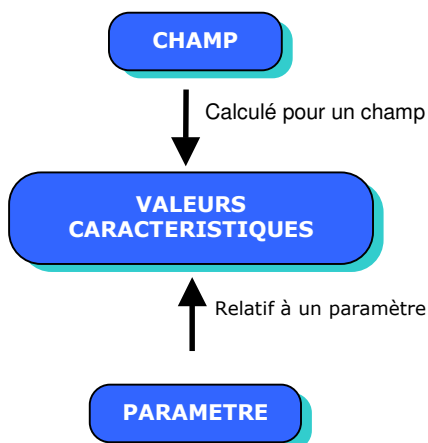 CHAMP
Calculé pour un champ
VALEURS
CARACTERISTIQUES
Relatif à un paramètre
PARAMETRE